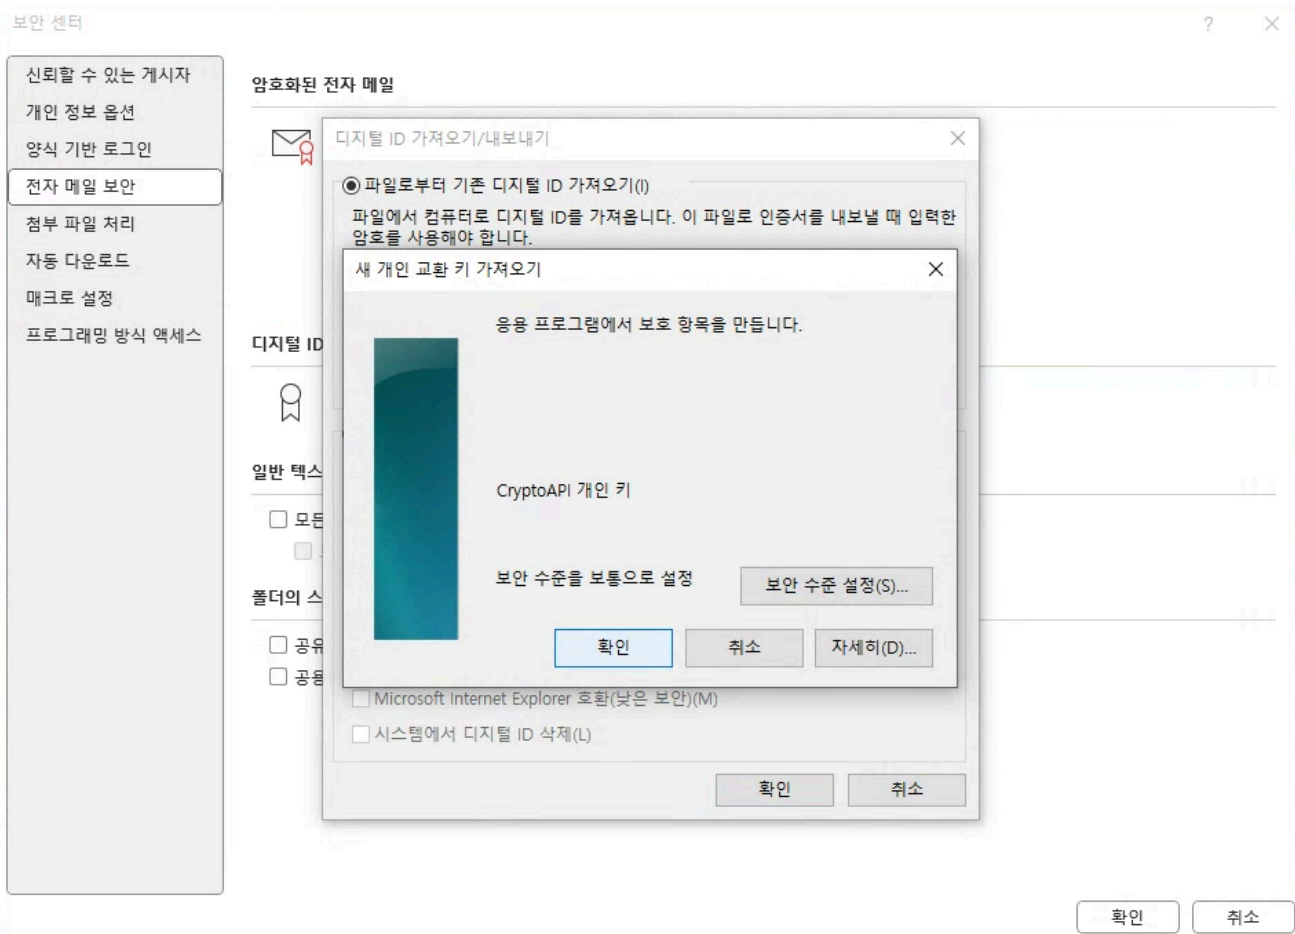 보안 센터
?
신뢰할 수 있는 게시자
개인 정보 옵션
양식 기반 로그인
전자 메일 보안
첨부 파일 처리
자동 다운로드
매크로 설정
프로그래밍 방식 액세스
암호화된 전자 메일
디지털 ID 가져오기/내보내기
파일로부터 기존 디지털 ID 가져오기(I)
파일에서 컴퓨터로 디지털 ID를 가져옵니다. 이 파일로 인증서를 내보낼 때 입력한
암호를 사용해야 합니다.
새 개인 교환 키 가져오기
응용 프로그램에서 보호 항목을 만듭니다.
디지털 ID
일반 텍스
CryptoAPI 개인 키
모든
보안 수준을 보통으로 설정
보안 수준 설정(S)...
폴더의 스
확인
취소
자세히(D)...
공유
공용
Microsoft Internet Explorer 호환(낮은 보안)(M)
시스템에서 디지털 ID 삭제(L)
확인
취소
확인
취소